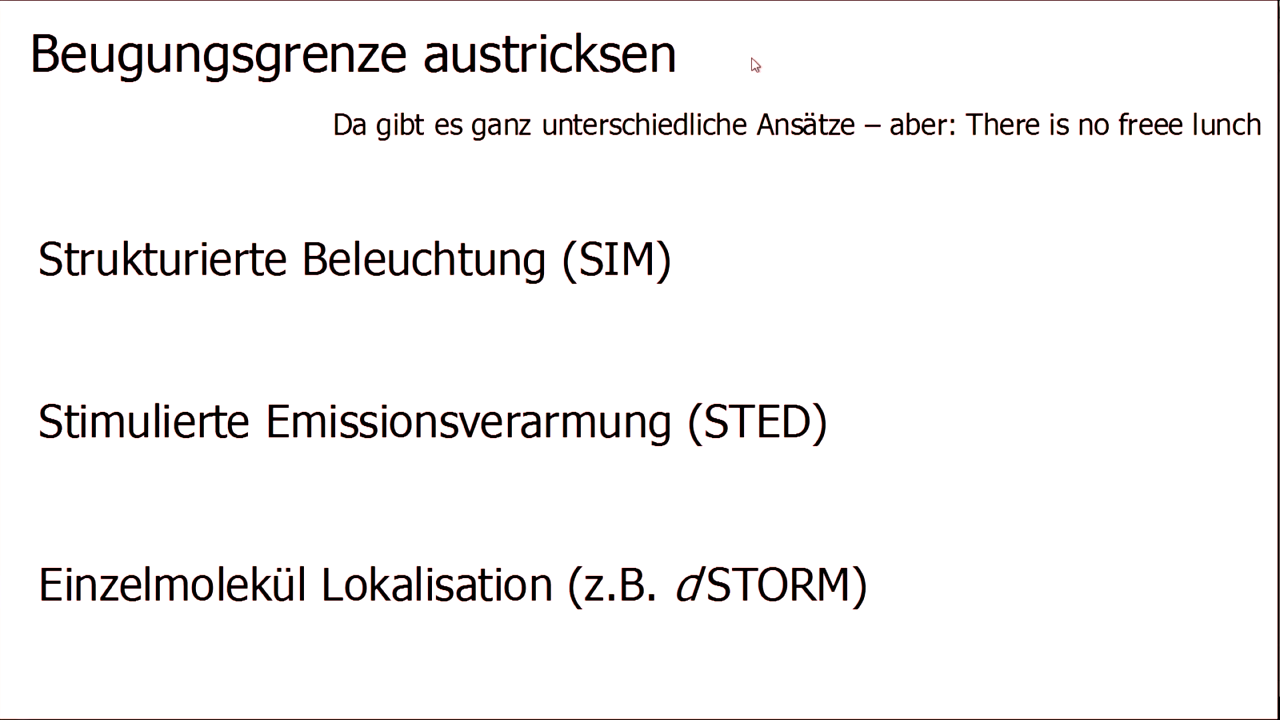 Beugungsgrenze austricksen
Da gibt es ganz unterschiedliche Ansätze – aber: There is no freee lunch
Strukturierte Beleuchtung (SIM)
Stimulierte Emissionsverarmung (STED)
Einzelmolekül Lokalisation (z.B. dSTORM)